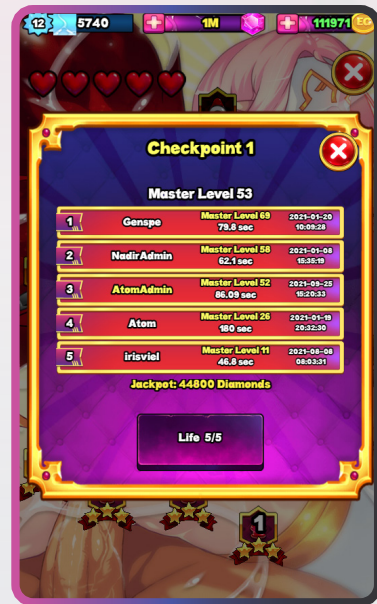 12 5740 1M 111971 EG
Checkpoint 1
Master Level 53
1 Genspe Master Level 69 2021-01-20
79.8 sec 10:09:28
2 NadirAdmin Master Level 58 2021-01-08
62.1 sec 15:35:19
3 AtomAdmin Master Level 52 2021-09-25
86.09 sec 15:20:33
4 Atom Master Level 26 2021-01-19
180 sec 20:32:30
5 irisviel Master Level 11 2021-08-08
46.8 sec 08:03:31
Jackpot: 44800 Diamonds
Life 5/5
1